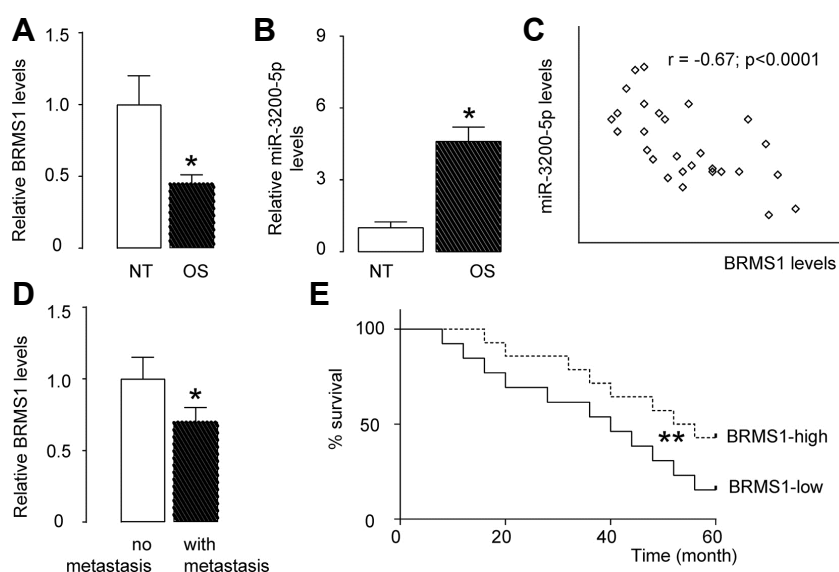 A
Relative BRMS1 levels
1.5
1.0
0.5
0
*
NT
OS
B
Relative miR-3200-5p
levels
9
6
3
0
*
NT
OS
C
miR-3200-5p levels
r = -0.67; p<0.0001
BRMS1 levels
D
Relative BRMS1 levels
1.5
1.0
0.5
0
*
no
metastasis
with
metastasis
E
% survival
100
50
0
**
BRMS1-high
BRMS1-low
0
20
40
60
Time (month)